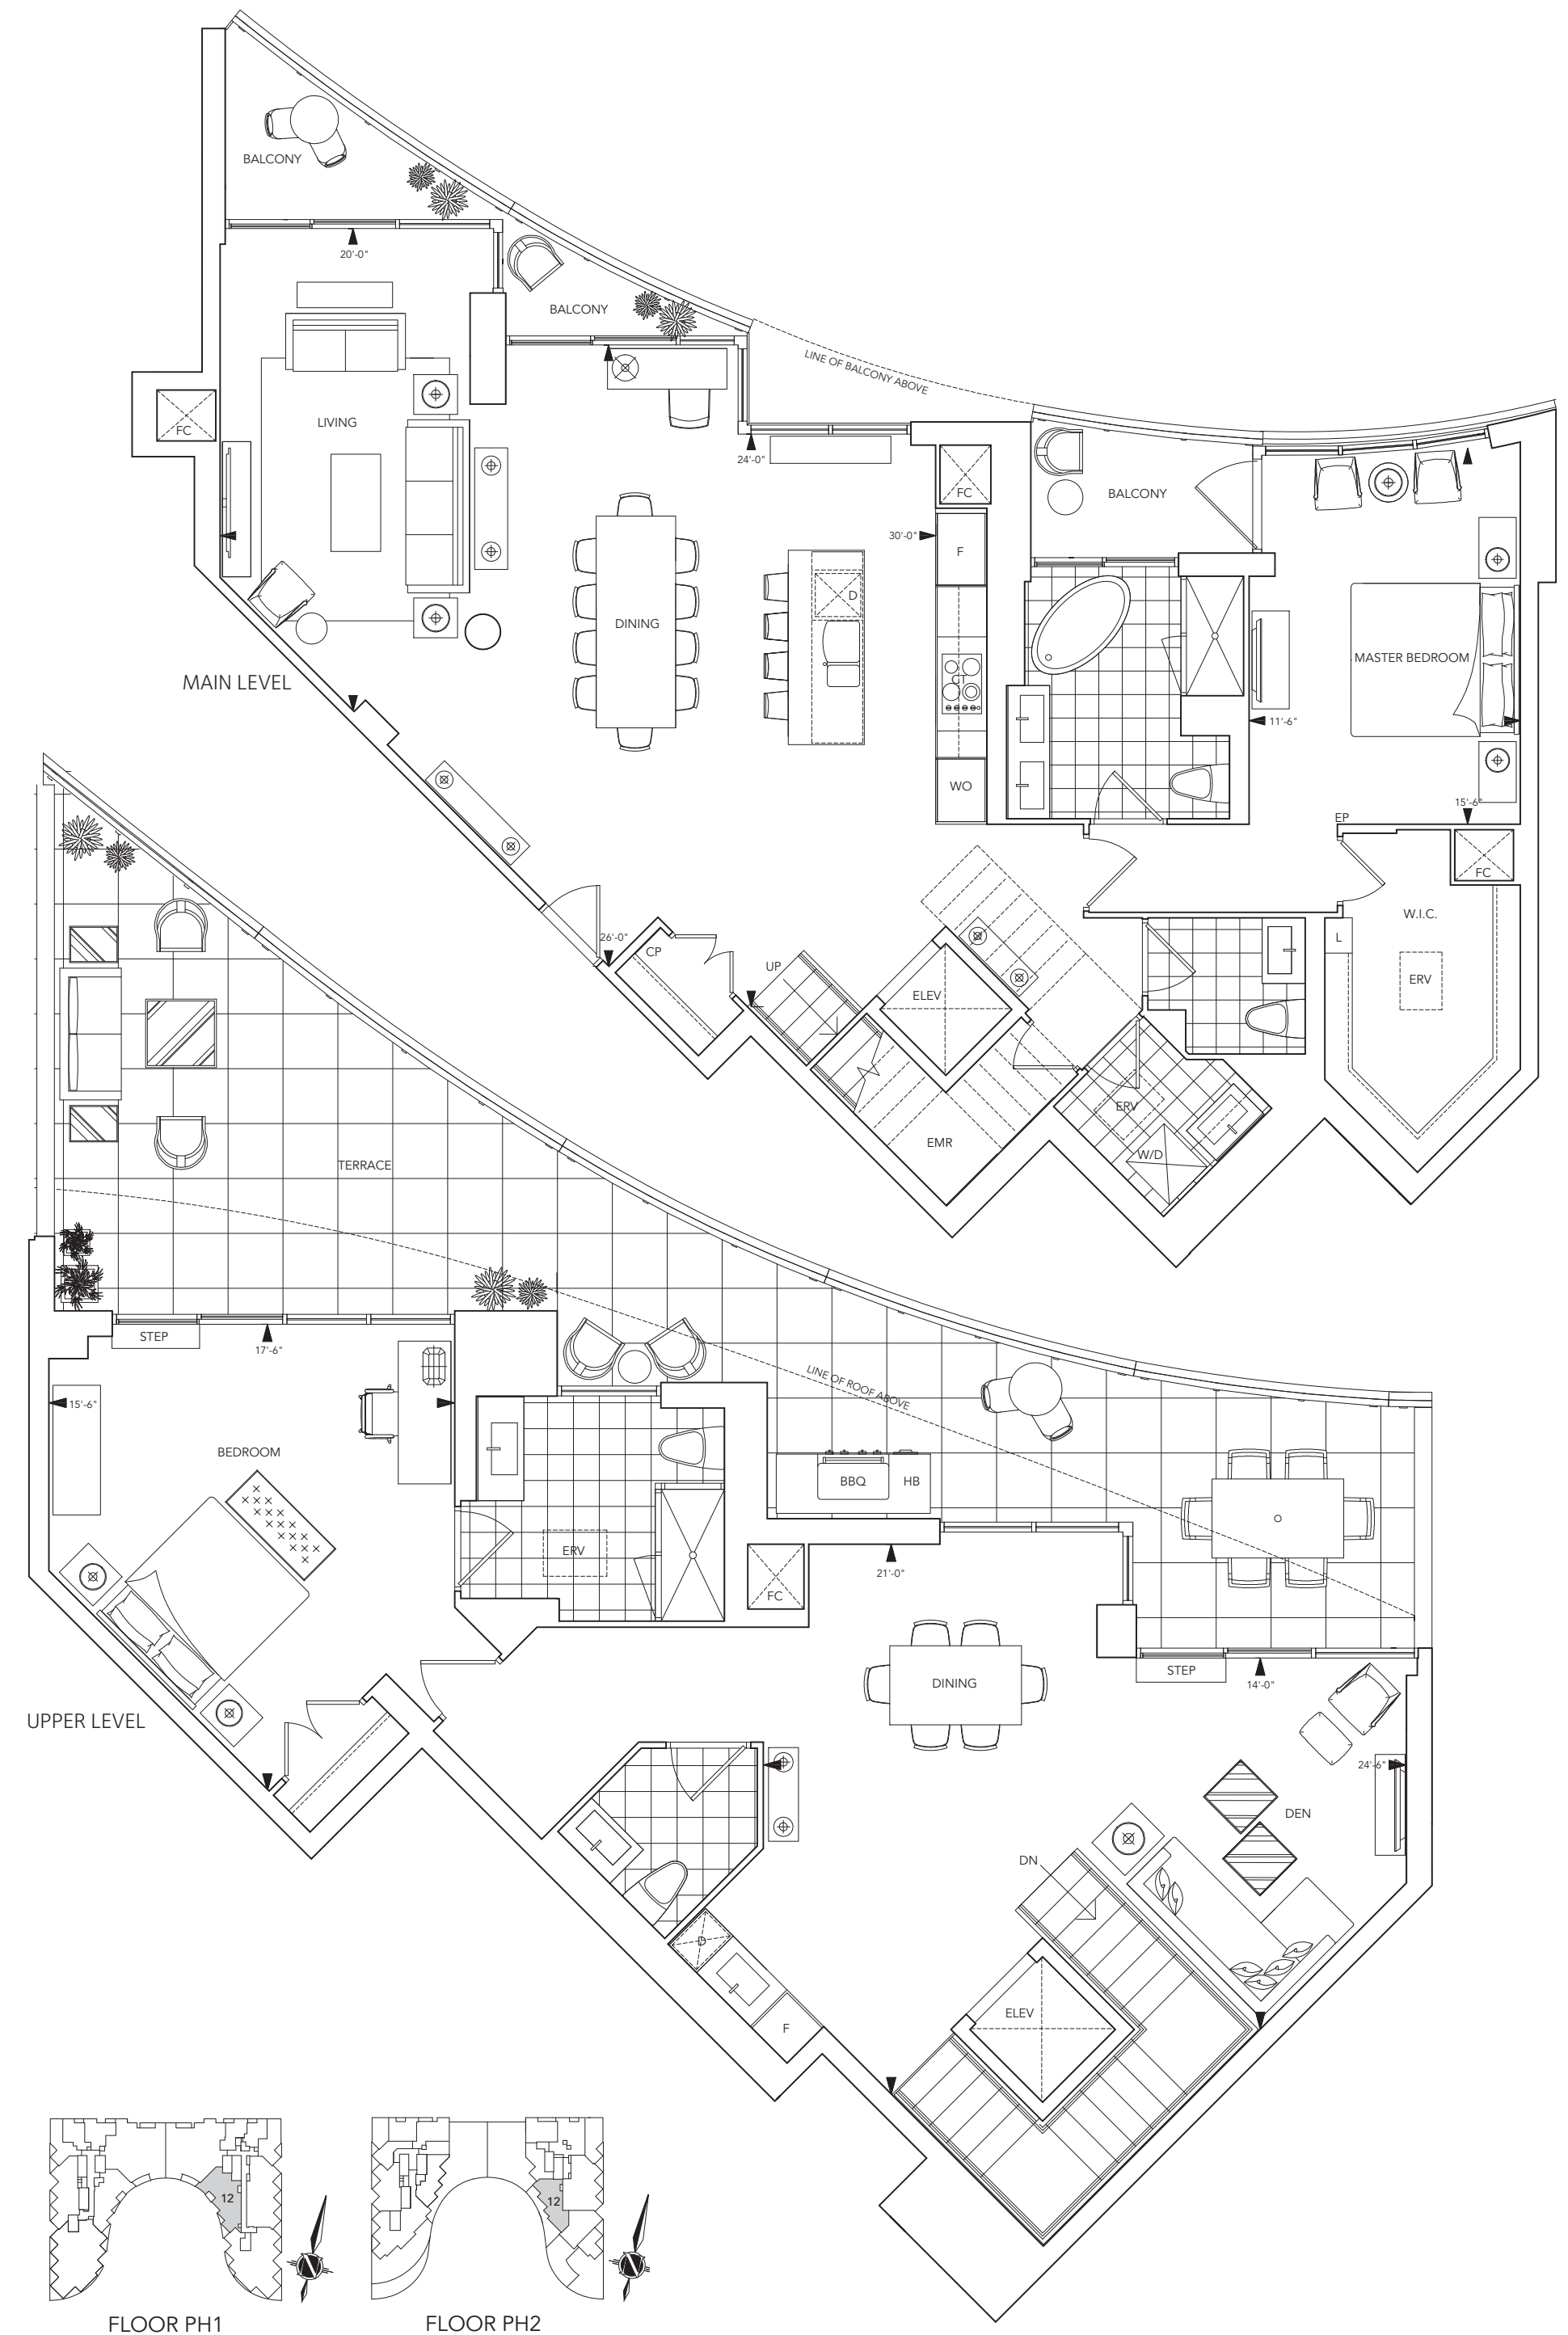 BALCONY
20'-0"
BALCONY
LINE OF BALCONY ABOVE
FC
LIVING
24'-0"
FC
BALCONY
30'-0"
F
D
DINING
CT
MASTER BEDROOM
MAIN LEVEL
11'-6"
WO
15'-6"
EP
FC
W.I.C.
L
26'-0"
CP
UP
ELEV
ERV
ERV
EMR
W/D
TERRACE
STEP
17'-6"
LINE OF ROOF ABOVE
15'-6"
BEDROOM
BBQ
HB
ERV
FC
21'-0"
DINING
STEP
14'-0"
UPPER LEVEL
24'-6"
DEN
DN
D
ELEV
F
12
12
FLOOR PH1
FLOOR PH2